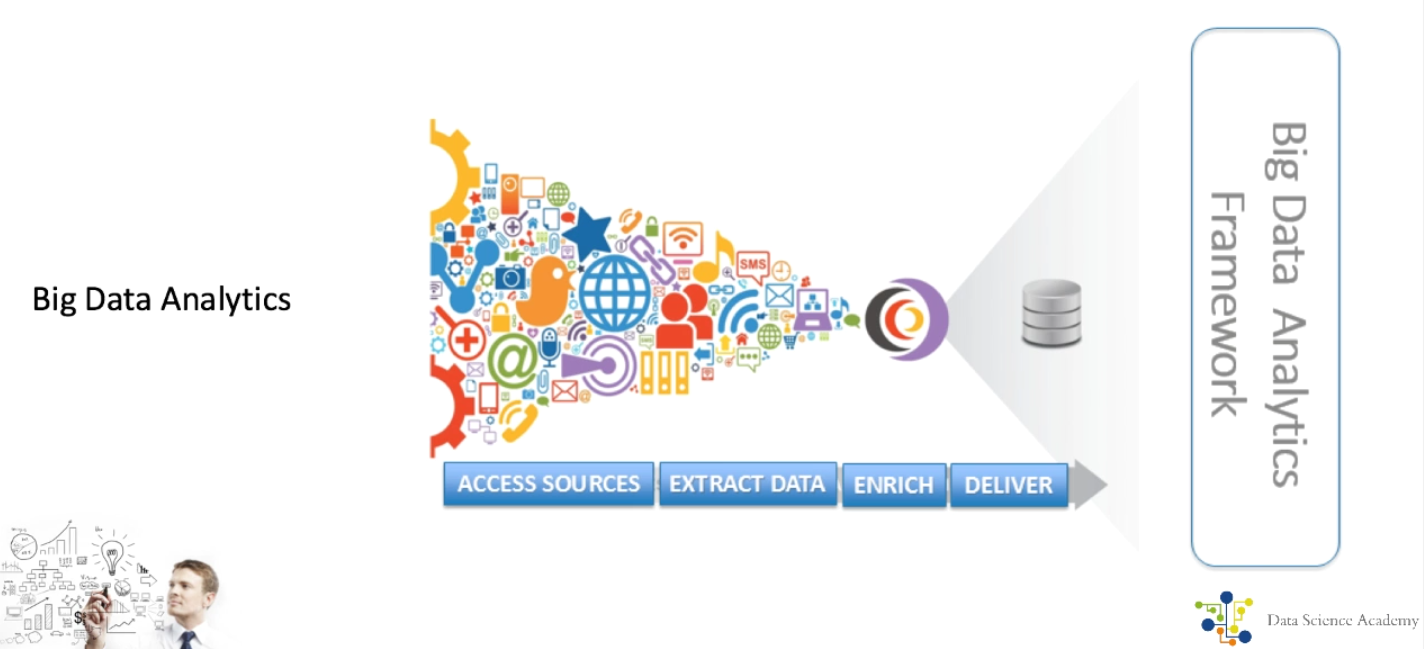 Big Data Analytics
SMS
@
ACCESS SOURCES
EXTRACT DATA
ENRICH
DELIVER
Big Data Analytics
Framework
$
Data Science Academy